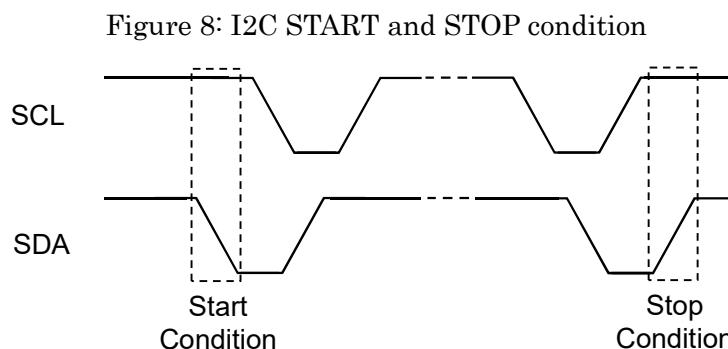 Figure 8: I2C START and STOP condition
SCL
SDA
Start
Condition
Stop
Condition